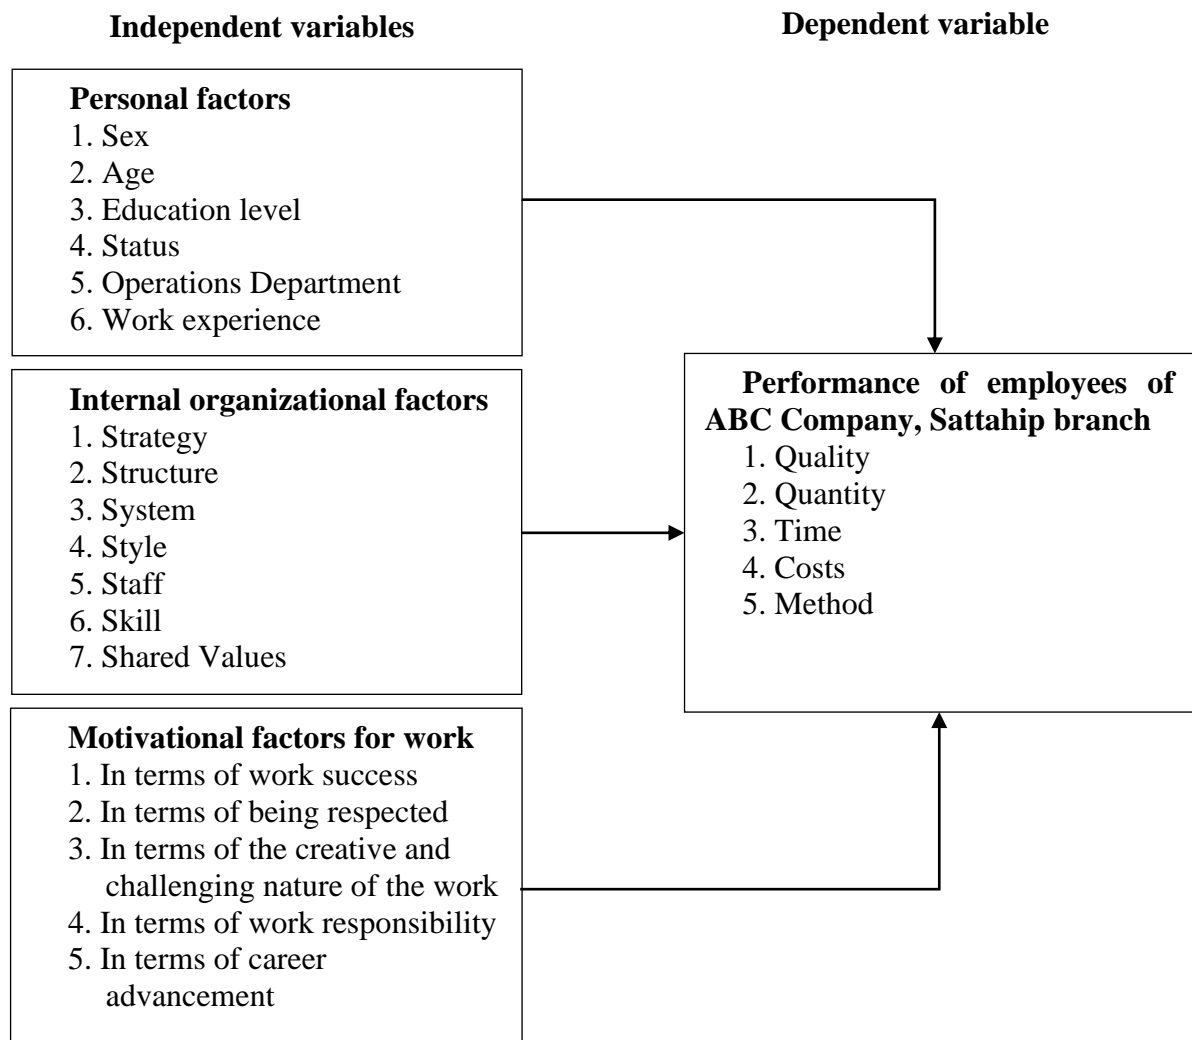 Independent variables
Dependent variable
Personal factors
1. Sex
2. Age
3. Education level
4. Status
5. Operations Department
6. Work experience
Internal organizational factors
1. Strategy
2. Structure
3. System
4. Style
5. Staff
6. Skill
7. Shared Values
Motivational factors for work
1. In terms of work success
2. In terms of being respected
3. In terms of the creative and
challenging nature of the work
4. In terms of work responsibility
5. In terms of career
advancement
Performance of employees of
ABC Company, Sattahip branch
1. Quality
2. Quantity
3. Time
4. Costs
5. Method